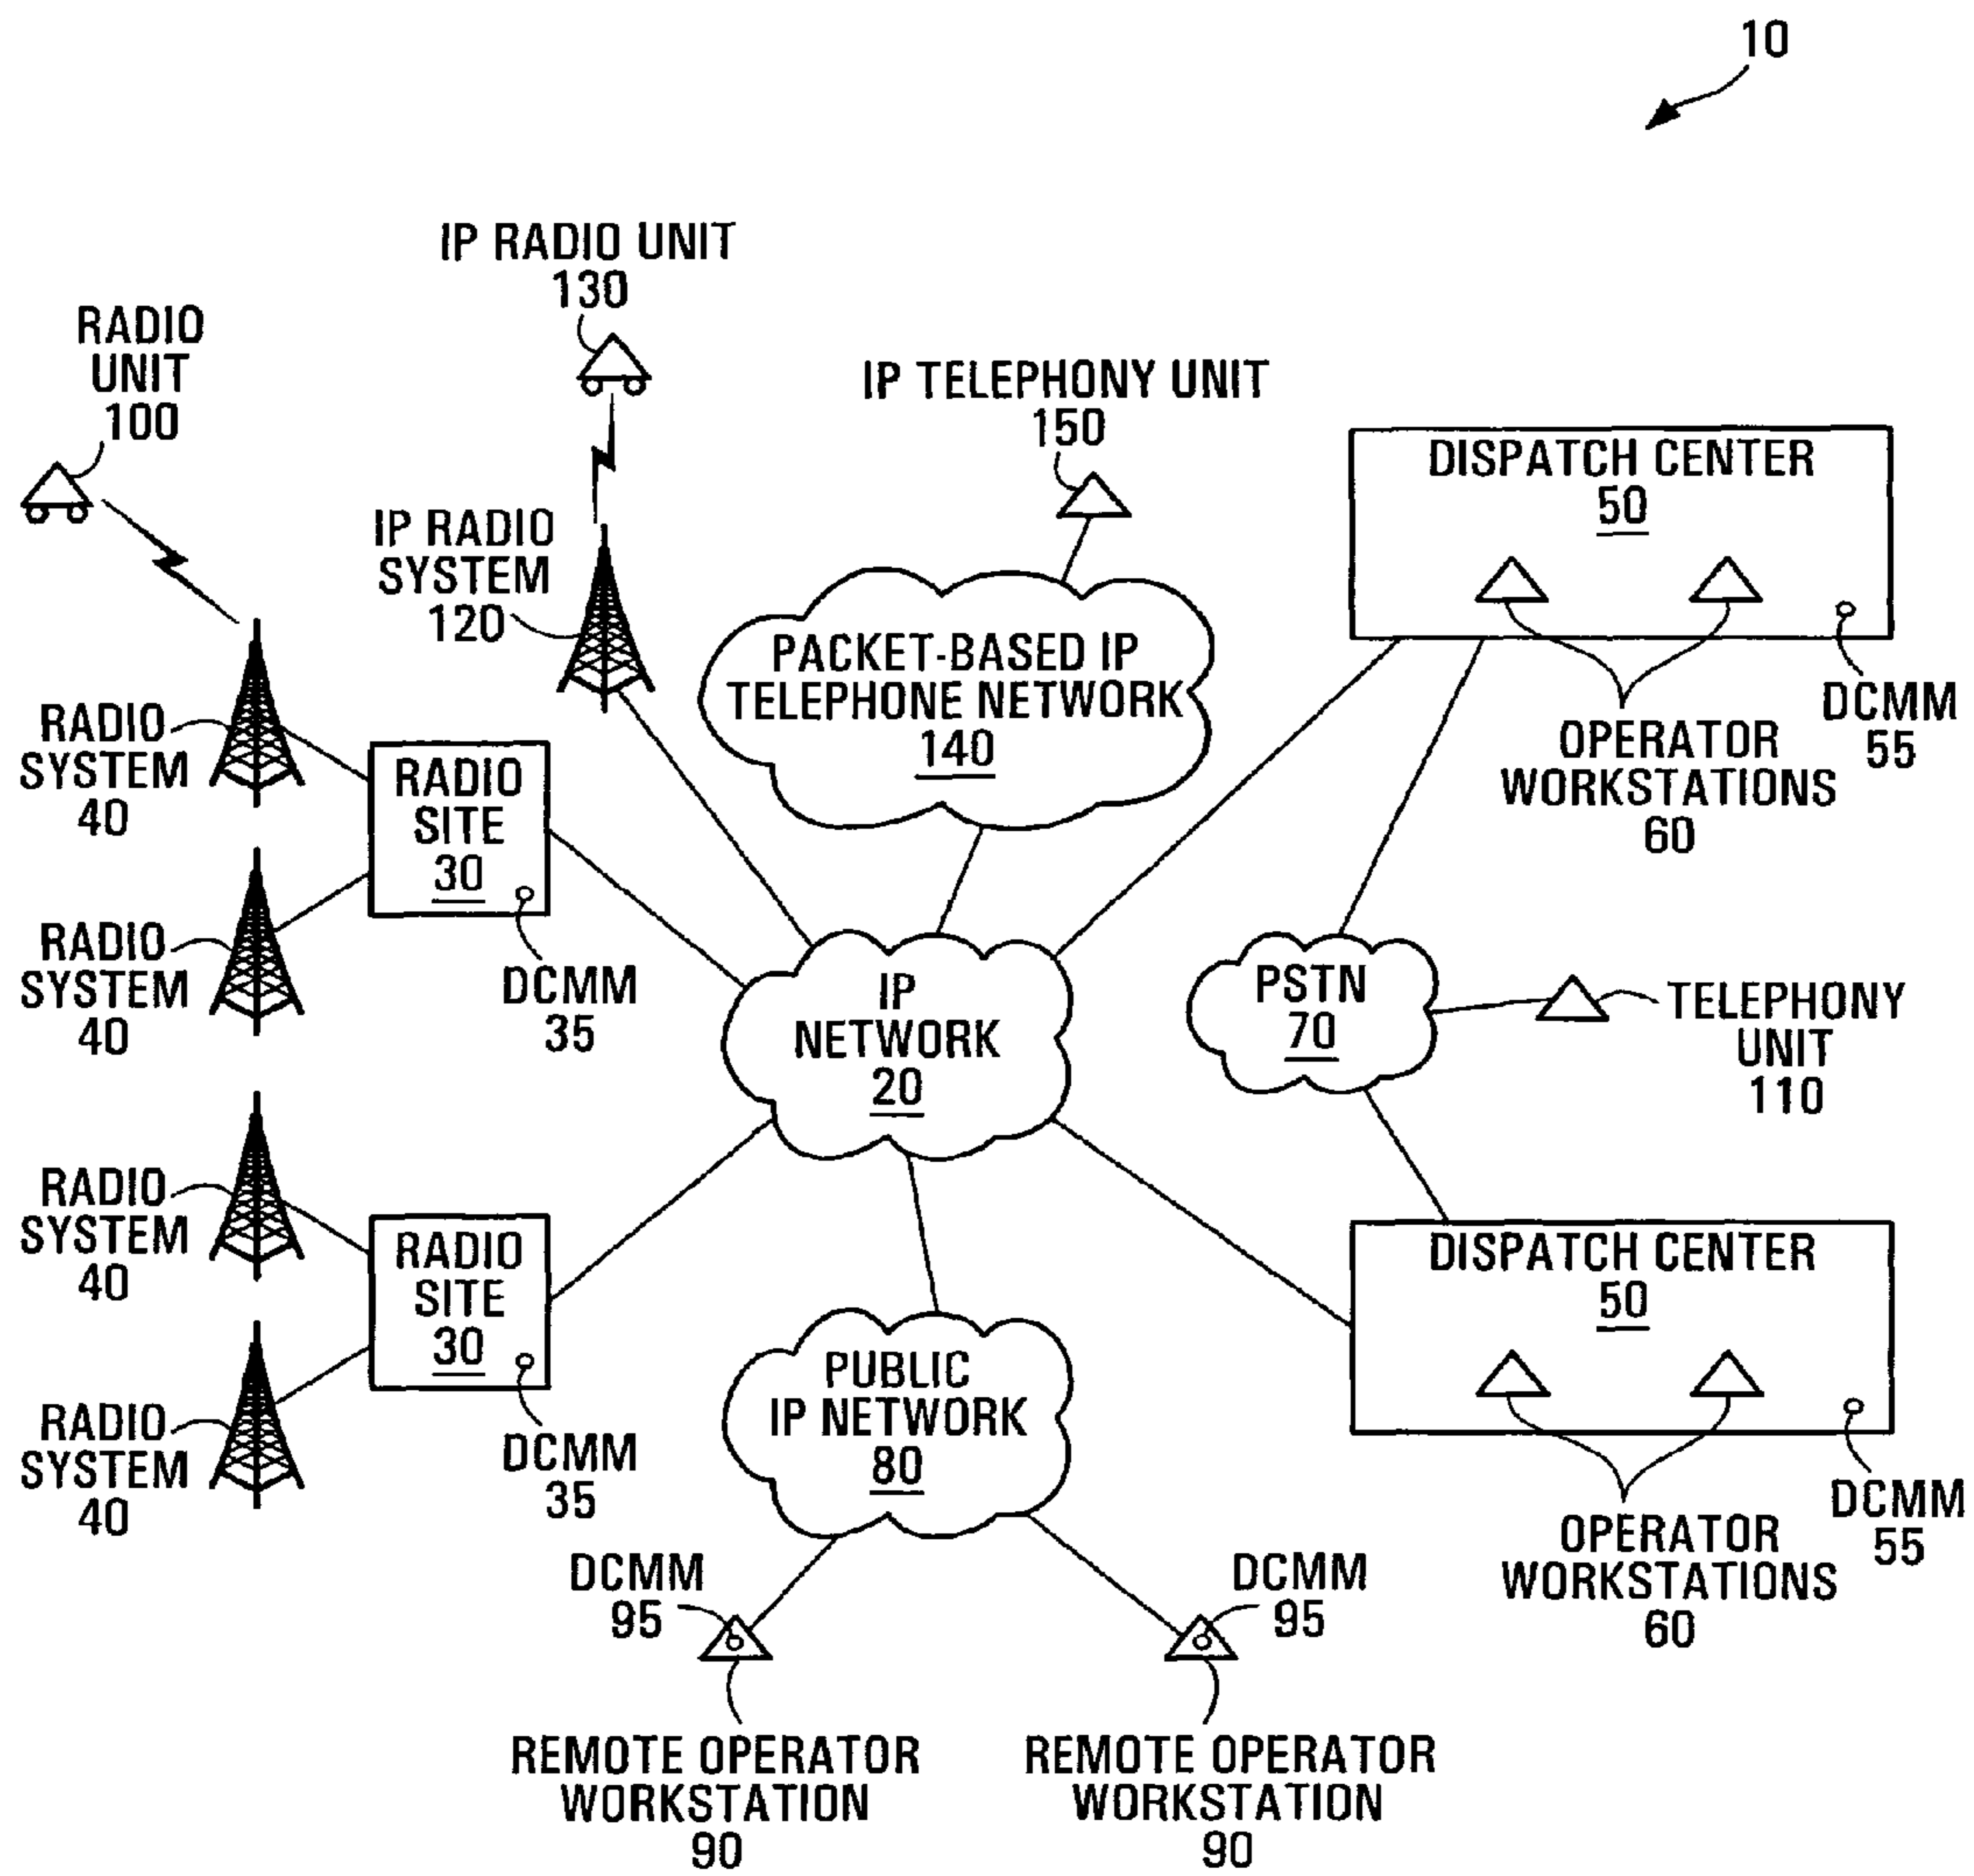 10
IP RADIO UNIT
130
RADIO
UNIT
100
IP TELEPHONY UNIT
150
DISPATCH CENTER
50
IP RADIO
SYSTEM
120
PACKET-BASED IP
TELEPHONE NETWORK
140
DCMM
55
OPERATOR
WORKSTATIONS
60
RADIO
SYSTEM
40
RADIO
SITE
30
RADIO
SYSTEM
40
DCMM
35
IP
NETWORK
20
PSTN
70
TELEPHONY
UNIT
110
RADIO
SYSTEM
40
RADIO
SITE
30
DISPATCH CENTER
50
RADIO
SYSTEM
40
DCMM
35
PUBLIC
IP NETWORK
80
DCMM
55
OPERATOR
WORKSTATIONS
60
DCMM
95
DCMM
95
REMOTE OPERATOR
WORKSTATION
90
REMOTE OPERATOR
WORKSTATION
90